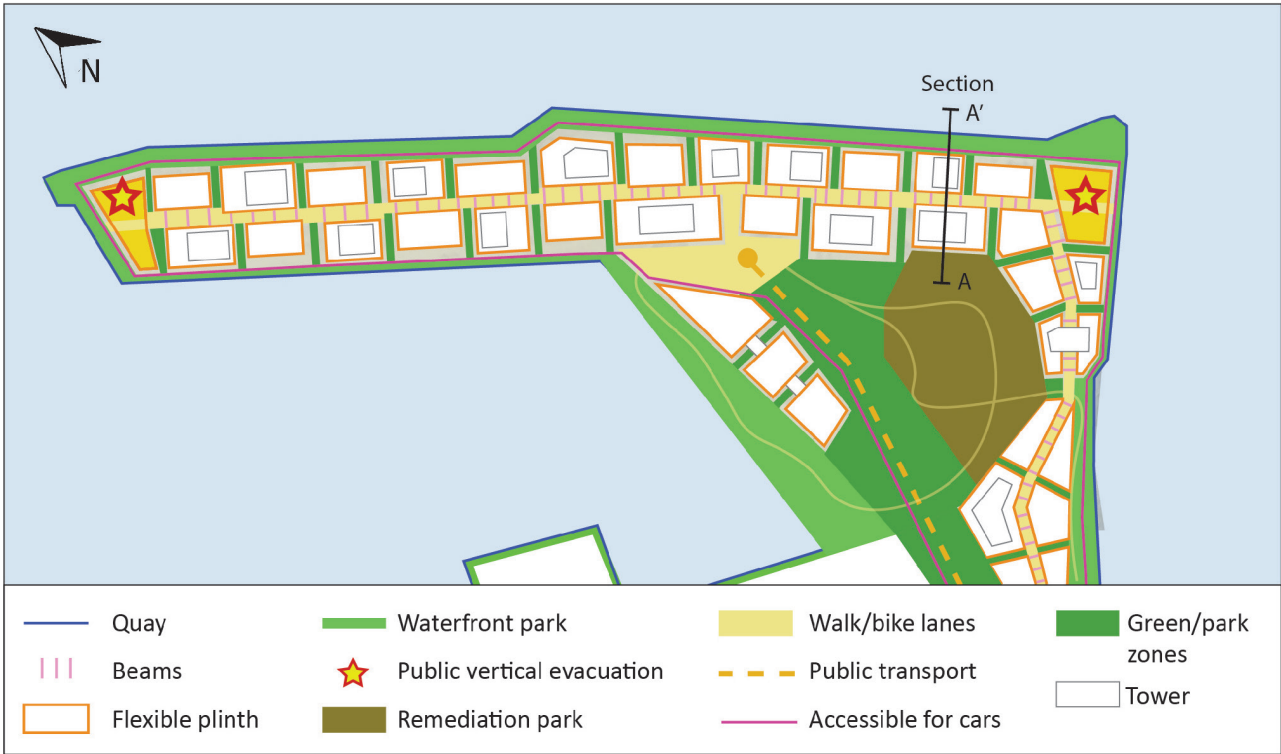 N
Section
A'
A
Quay
Waterfront park
Walk/bike lanes
Green/park
zones
Beams
Public vertical evacuation
Public transport
Tower
Flexible plinth
Remediation park
Accessible for cars